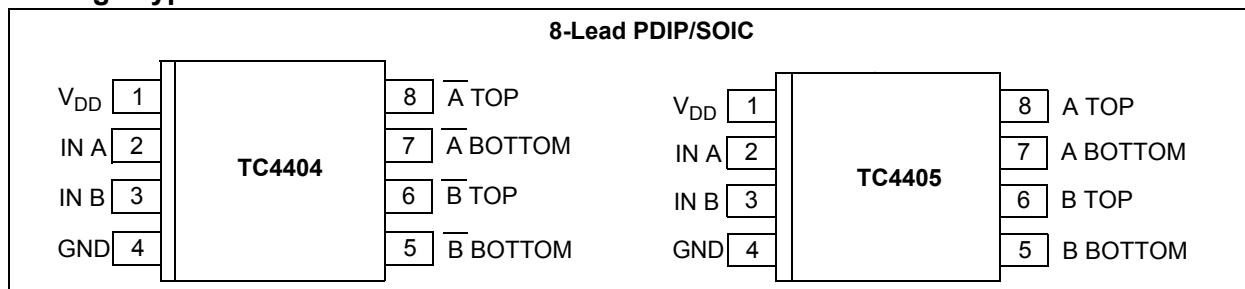 8-Lead PDIP/SOIC
VDD 1
IN A 2
IN B 3
GND 4
TC4404
8 A̅ TOP
7 A̅ BOTTOM
6 B̅ TOP
5 B̅ BOTTOM
VDD 1
IN A 2
IN B 3
GND 4
TC4405
8 A TOP
7 A BOTTOM
6 B TOP
5 B BOTTOM